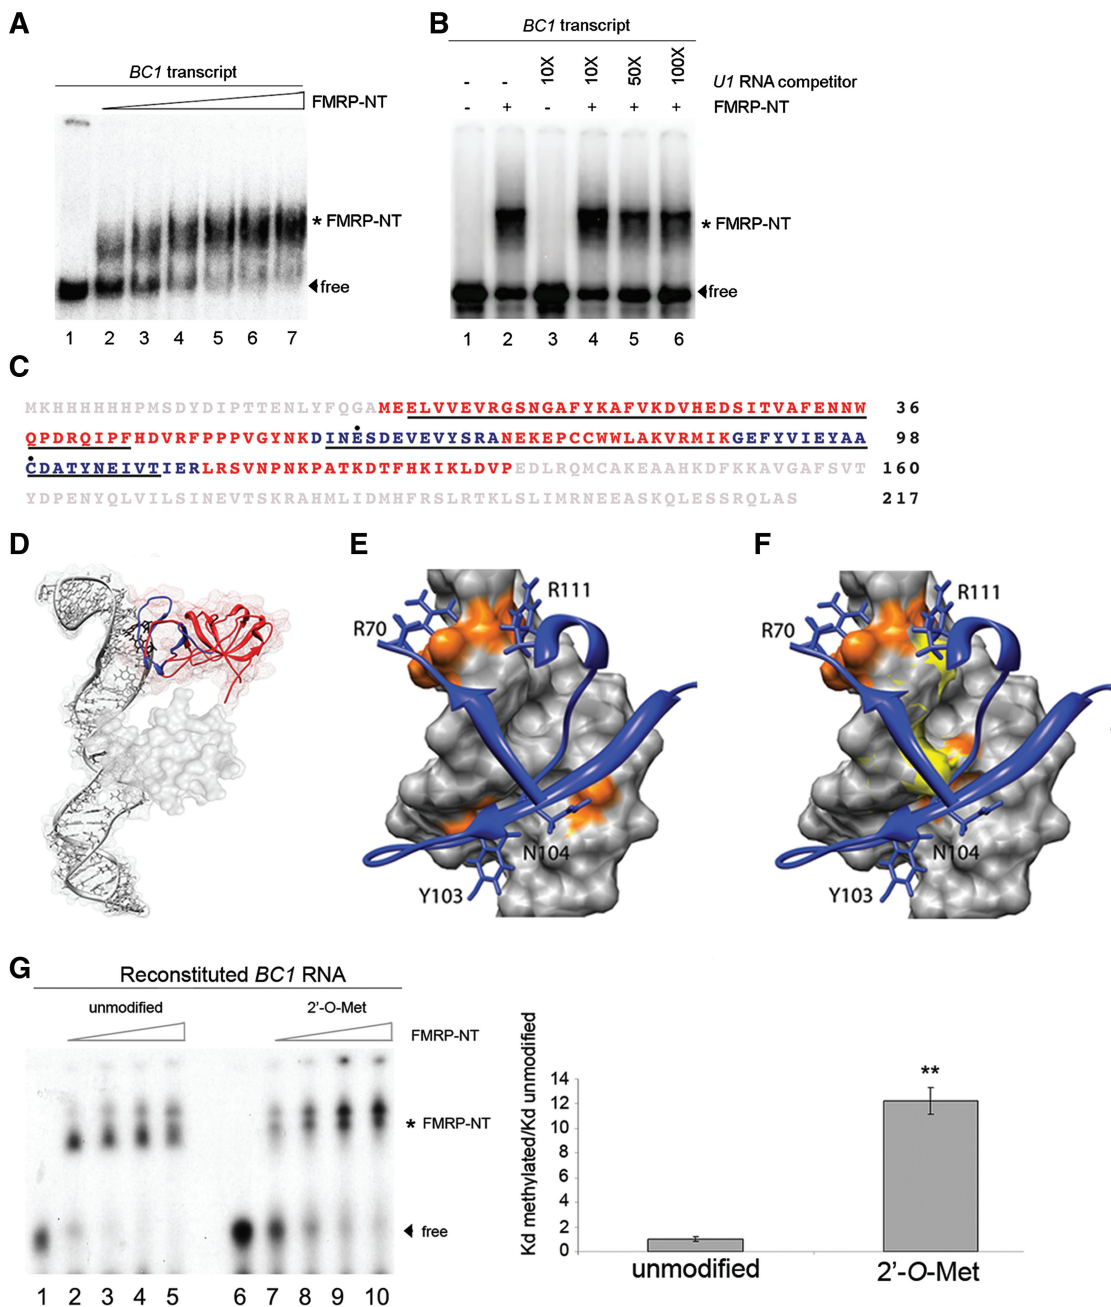 A
BC1 transcript
FMRP-NT
* FMRP-NT
free
1 2 3 4 5 6 7
B
BC1 transcript
- - 10X 10X 50X 100X U1 RNA competitor
- + - + + + FMRP-NT
* FMRP-NT
free
1 2 3 4 5 6
C
MKHHHHHHPMSDYDIPTTENLYFQGAMEELVVEVRGSNGAFYKAFVKDVHEDSITVAFENNW 36
QPDRQIPFHDVRFPPPVGYNKDINESDEVEVYSRANEKEPCCWWLAKVRMIKGEFYVIEYAA 98
CDATYNEIVTIERLRSVNPNKPATKDTFHKIKLDVPEDLRQMCAKEAAHKDFKKAVGAFSVT 160
YDPENYQLVILSINEVTSKRAHMLIDMHFRSLRTKLSLIMRNEEASKQLESSRQLAS 217
D
E
R111
R70
N104
Y103
F
R111
R70
N104
Y103
G
Reconstituted BC1 RNA
unmodified 2'-O-Met
FMRP-NT
* FMRP-NT
free
1 2 3 4 5 6 7 8 9 10
Kd methylated/Kd unmodified
14
12
10
8
6
4
2
0
**
unmodified 2'-O-Met